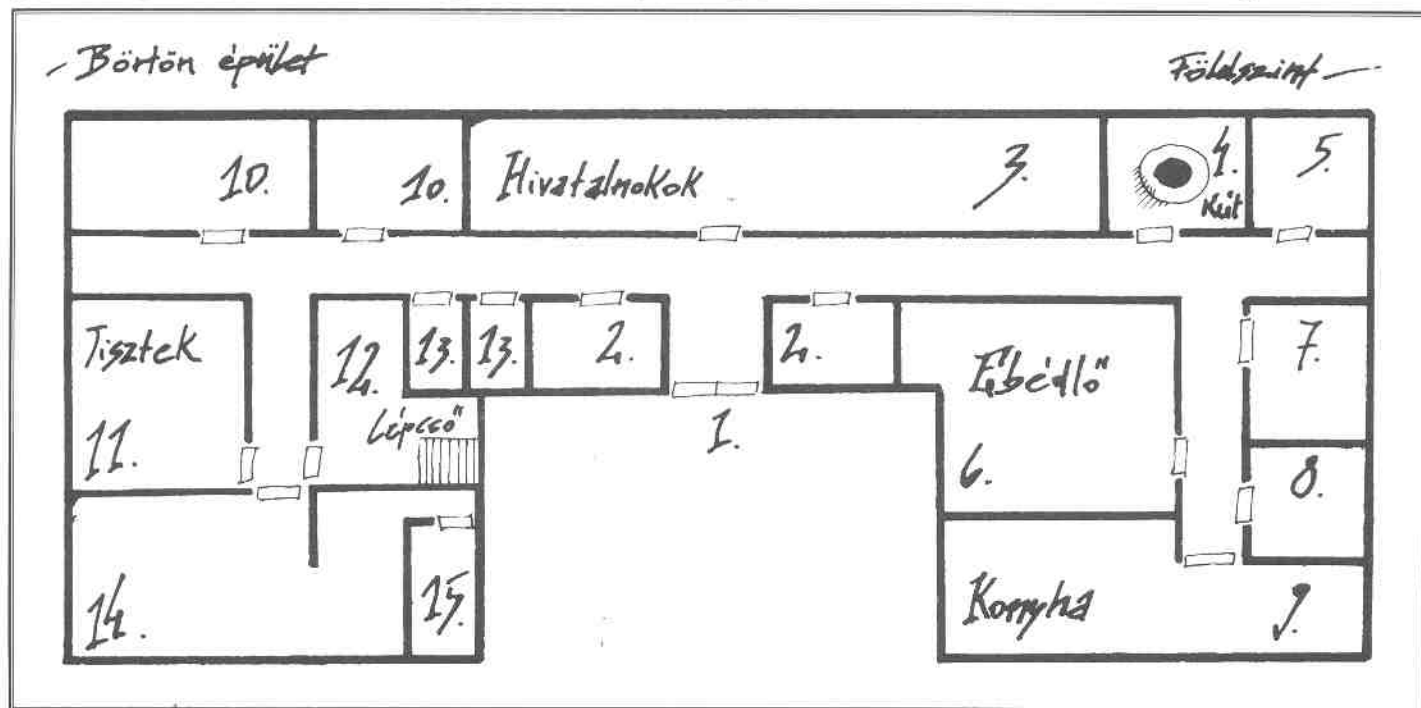 Börtön épület
Földszint
10.
10.
Hivatalnokok
3.
4.
Kút
5.
Tisztek
11.
12.
Lépcső
13.
13.
2.
1.
2.
Ebédlő
6.
7.
8.
14.
15.
Konyha
9.